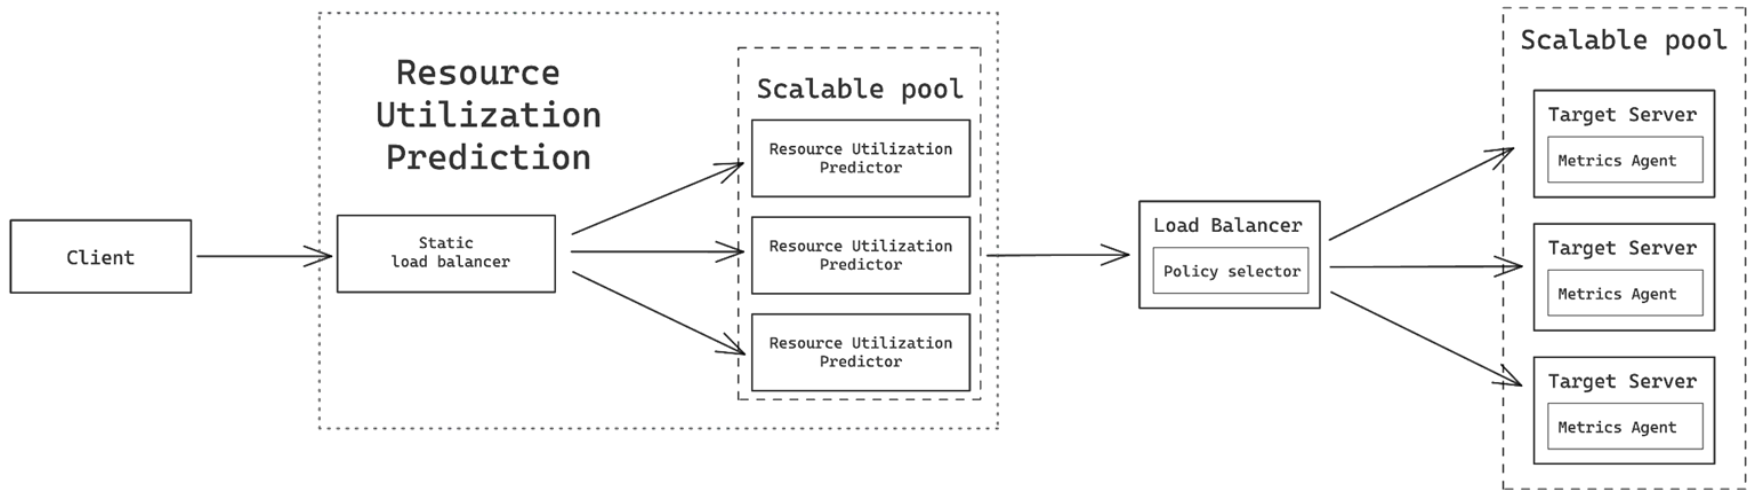 Client
Resource
Utilization
Prediction
Static
load balancer
Scalable pool
Resource Utilization
Predictor
Resource Utilization
Predictor
Resource Utilization
Predictor
Load Balancer
Policy selector
Scalable pool
Target Server
Metrics Agent
Target Server
Metrics Agent
Target Server
Metrics Agent